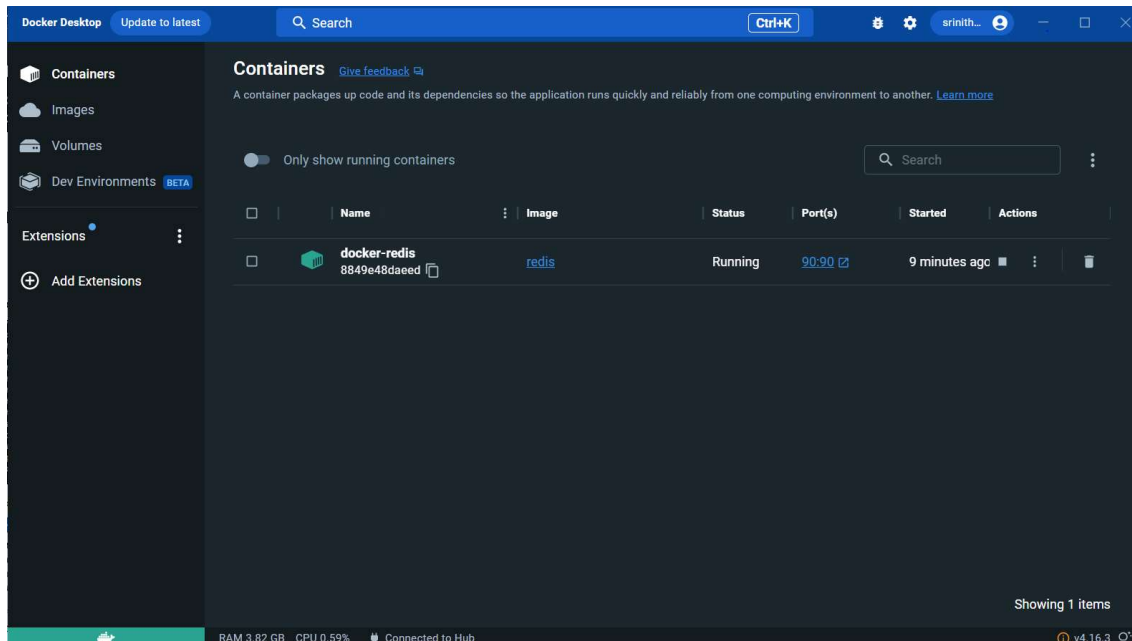 Docker Desktop Update to latest Search Ctrl+K srinith...
Containers
Images
Volumes
Dev Environments BETA
Extensions
Add Extensions
Containers Give feedback
A container packages up code and its dependencies so the application runs quickly and reliably from one computing environment to another. Learn more
Only show running containers Search
Name Image Status Port(s) Started Actions
docker-redis
8849e48daeed redis Running 90:90 9 minutes ago
Showing 1 items
RAM 3.82 GB CPU 0.59% Connected to Hub v4.16.3